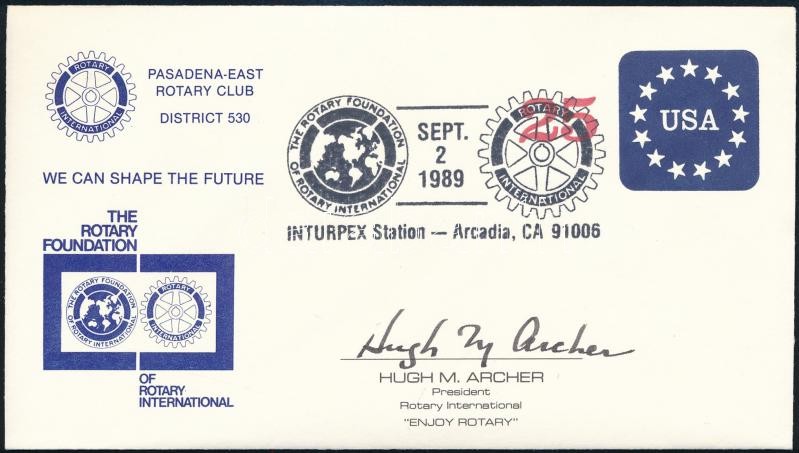 ROTARY
INTERNATIONAL
PASADENA-EAST
ROTARY CLUB
DISTRICT 530
WE CAN SHAPE THE FUTURE
THE
ROTARY
FOUNDATION
THE ROTARY FOUNDATION
OF ROTARY INTERNATIONAL
ROTARY
INTERNATIONAL
OF
ROTARY
INTERNATIONAL
THE ROTARY FOUNDATION
OF ROTARY INTERNATIONAL
SEPT.
2
1989
25
ROTARY
INTERNATIONAL
INTURPEX Station — Arcadia, CA 91006
USA
Hugh M Archer
HUGH M. ARCHER
President
Rotary International
"ENJOY ROTARY"